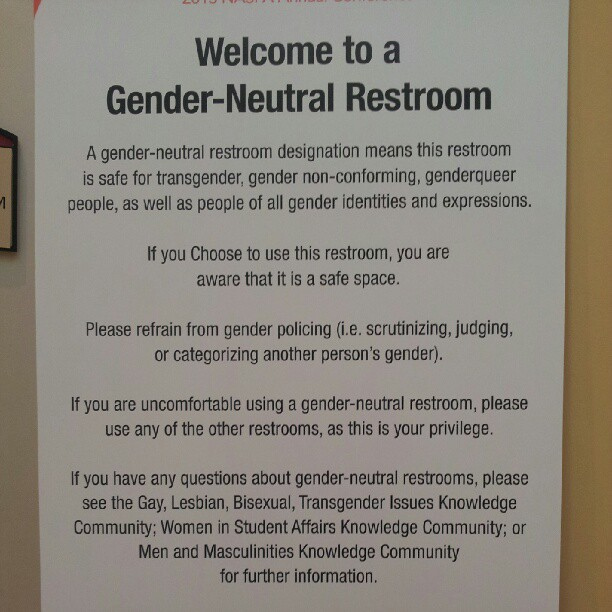 Welcome to a
Gender-Neutral Restroom
A gender-neutral restroom designation means this restroom
is safe for transgender, gender non-conforming, genderqueer
people, as well as people of all gender identities and expressions.
If you Choose to use this restroom, you are
aware that it is a safe space.
Please refrain from gender policing (i.e. scrutinizing, judging,
or categorizing another person's gender).
If you are uncomfortable using a gender-neutral restroom, please
use any of the other restrooms, as this is your privilege.
If you have any questions about gender-neutral restrooms, please
see the Gay, Lesbian, Bisexual, Transgender Issues Knowledge
Community; Women in Student Affairs Knowledge Community; or
Men and Masculinities Knowledge Community
for further information.